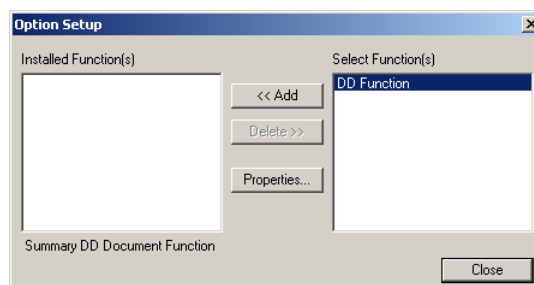 Option Setup
Installed Function(s)
Select Function(s)
DD Function
<< Add
Delete >>
Properties...
Summary DD Document Function
Close